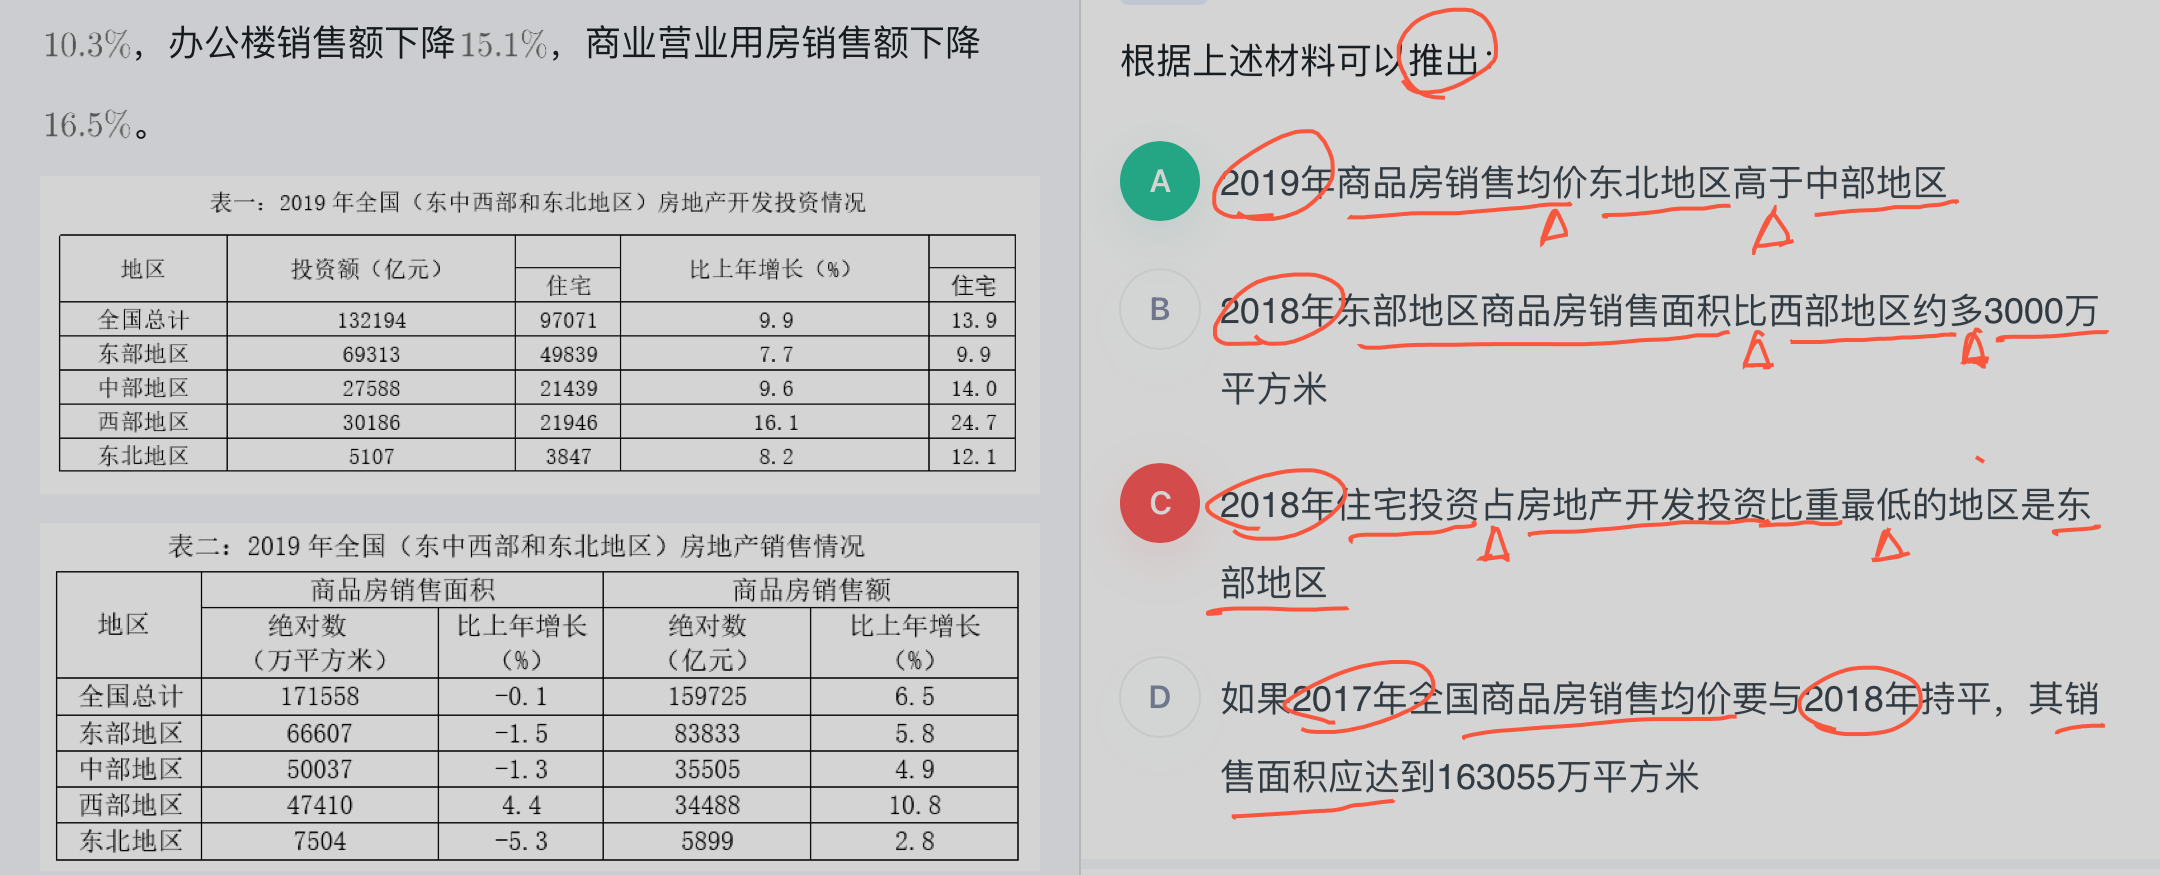 10.3%，办公楼销售额下降15.1%，商业营业用房销售额下降
16.5%。
表一：2019 年全国（东中西部和东北地区）房地产开发投资情况
地区 投资额（亿元） 住宅 比上年增长（%） 住宅
全国总计 132194 97071 9.9 13.9
东部地区 69313 49839 7.7 9.9
中部地区 27588 21439 9.6 14.0
西部地区 30186 21946 16.1 24.7
东北地区 5107 3847 8.2 12.1
表二：2019 年全国（东中西部和东北地区）房地产销售情况
地区 商品房销售面积 商品房销售额
绝对数 比上年增长 绝对数 比上年增长
（万平方米） （%） （亿元） （%）
全国总计 171558 -0.1 159725 6.5
东部地区 66607 -1.5 83833 5.8
中部地区 50037 -1.3 35505 4.9
西部地区 47410 4.4 34488 10.8
东北地区 7504 -5.3 5899 2.8
根据上述材料可以推出：
A 2019年商品房销售均价东北地区高于中部地区
B 2018年东部地区商品房销售面积比西部地区约多3000万
平方米
C 2018年住宅投资占房地产开发投资比重最低的地区是东
部地区
D 如果2017年全国商品房销售均价要与2018年持平，其销
售面积应达到163055万平方米